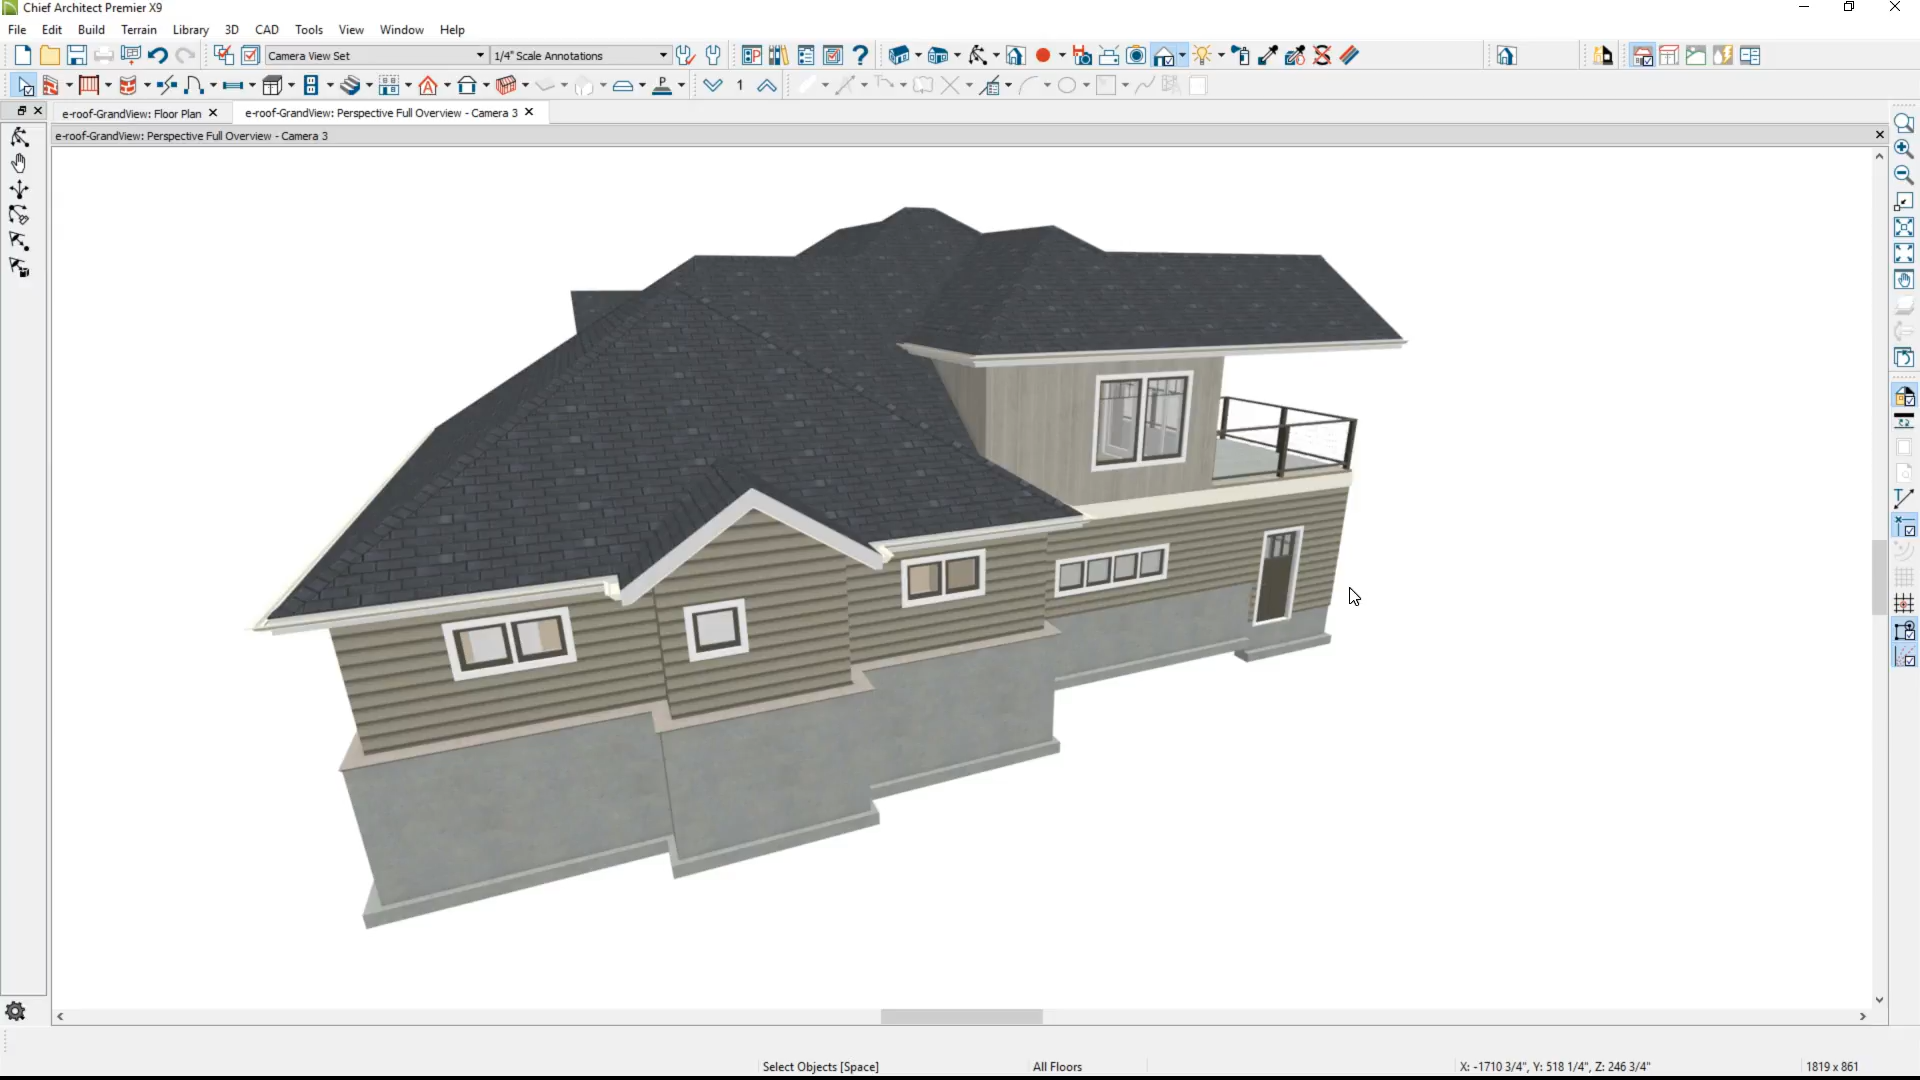 Chief Architect Premier X9
File Edit Build Terrain Library 3D CAD Tools View Window Help
Camera View Set 1/4" Scale Annotations
1
e-roof-GrandView: Floor Plan e-roof-GrandView: Perspective Full Overview - Camera 3
e-roof-GrandView: Perspective Full Overview - Camera 3
Select Objects [Space] All Floors X: -1710 3/4", Y: 518 1/4", Z: 246 3/4" 1819 x 861